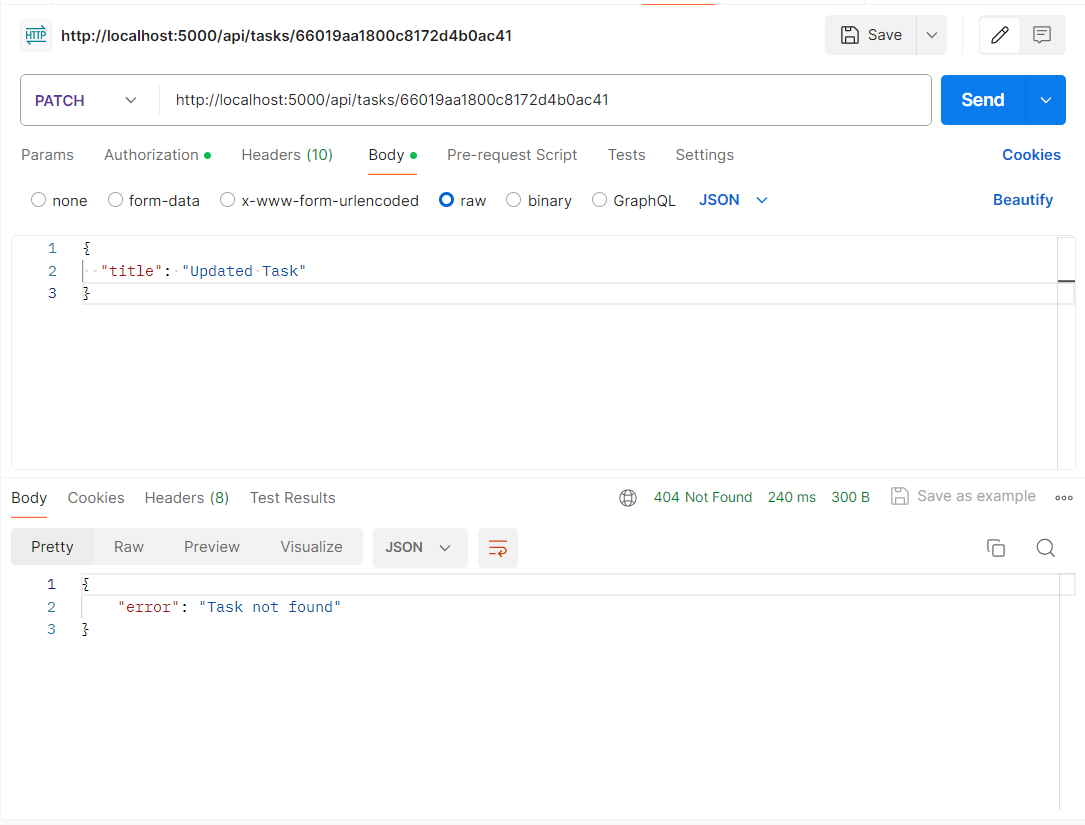 HTTP http://localhost:5000/api/tasks/66019aa1800c8172d4b0ac41 Save
PATCH http://localhost:5000/api/tasks/66019aa1800c8172d4b0ac41 Send
Params Authorization Headers (10) Body Pre-request Script Tests Settings Cookies
none form-data x-www-form-urlencoded raw binary GraphQL JSON Beautify
1 {
2 "title": "Updated Task"
3 }
Body Cookies Headers (8) Test Results 404 Not Found 240 ms 300 B Save as example
Pretty Raw Preview Visualize JSON
1 {
2 "error": "Task not found"
3 }